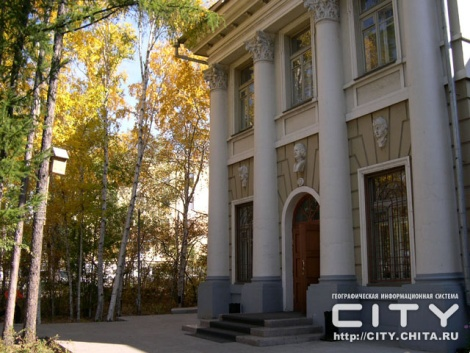 ГЕОГРАФИЧЕСКАЯ ИНФОРМАЦИОННАЯ СИСТЕМА
CITY
HTTP://CITY.CHITA.RU